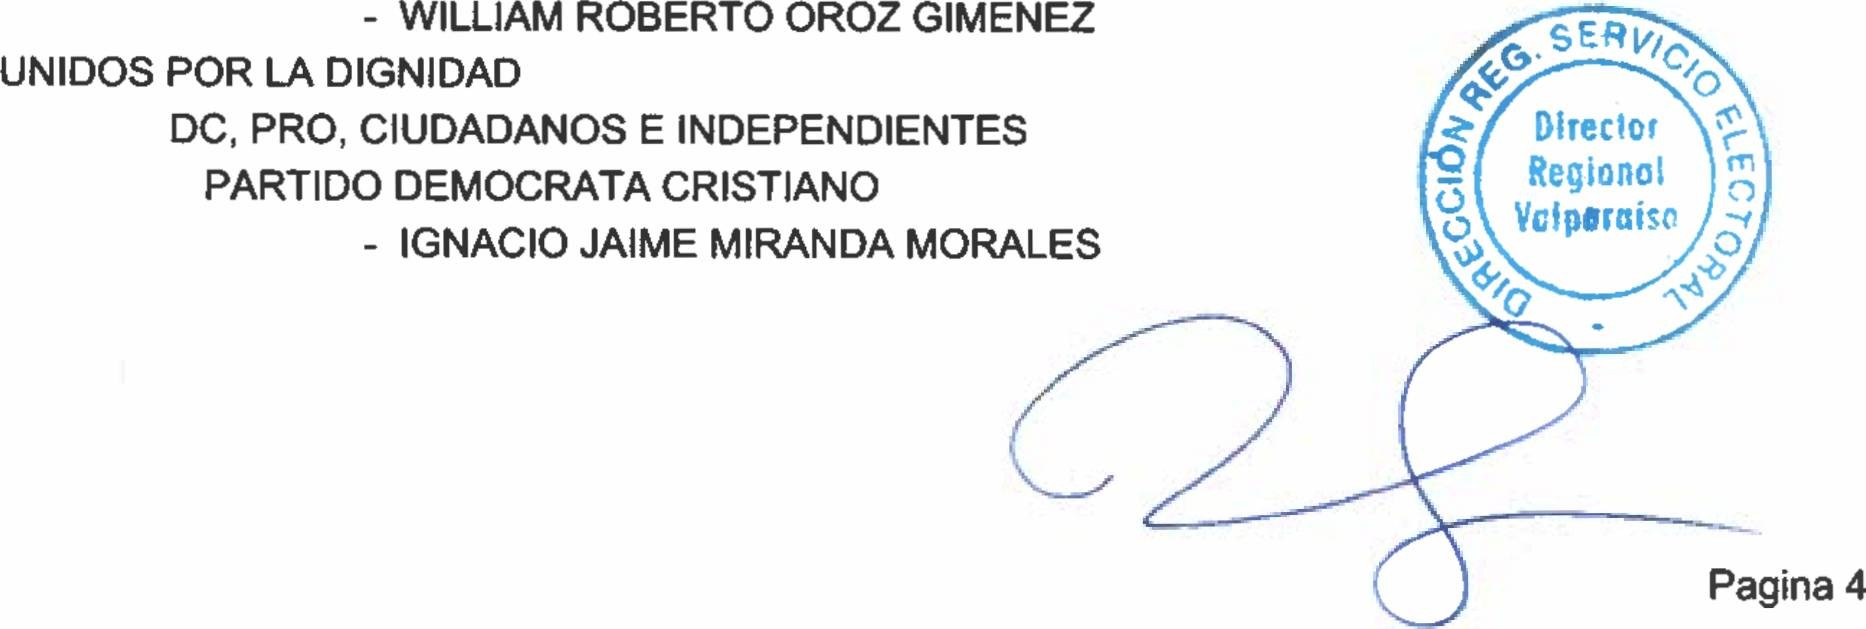 - WILLIAM ROBERTO OROZ GIMENEZ
UNIDOS POR LA DIGNIDAD
DC, PRO, CIUDADANOS E INDEPENDIENTES
PARTIDO DEMOCRATA CRISTIANO
- IGNACIO JAIME MIRANDA MORALES
DIRECCIÓN REG. SERVICIO ELECTORAL
Director
Regional
Valparaíso
Pagina 4